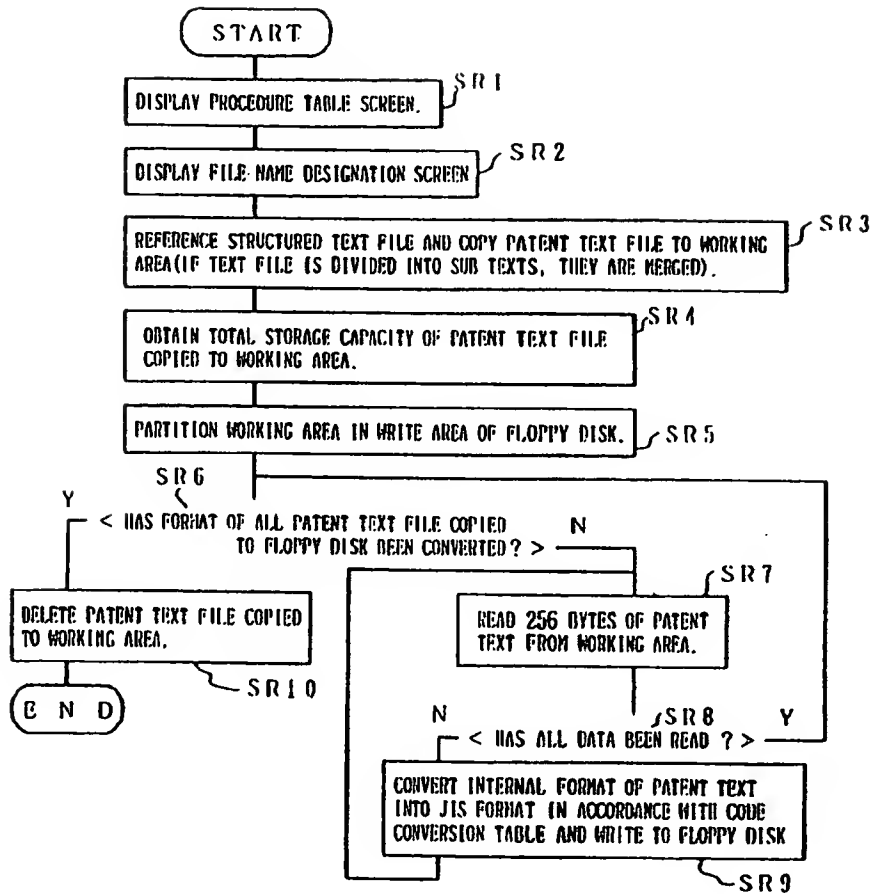 START
SR1
DISPLAY PROCEDURE TABLE SCREEN.
SR2
DISPLAY FILE NAME DESIGNATION SCREEN
SR3
REFERENCE STRUCTURED TEXT FILE AND COPY PATENT TEXT FILE TO WORKING
AREA(IF TEXT FILE IS DIVIDED INTO SUB TEXTS, THEY ARE MERGED).
SR4
OBTAIN TOTAL STORAGE CAPACITY OF PATENT TEXT FILE
COPIED TO WORKING AREA.
PARTITION WORKING AREA IN WRITE AREA OF FLOPPY DISK.
SR5
SR6
Y
< HAS FORMAT OF ALL PATENT TEXT FILE COPIED
TO FLOPPY DISK BEEN CONVERTED? >
N
SR7
DELETE PATENT TEXT FILE COPIED
TO WORKING AREA.
READ 256 BYTES OF PATENT
TEXT FROM WORKING AREA.
SR10
END
SR8
N
< HAS ALL DATA BEEN READ ? >
Y
CONVERT INTERNAL FORMAT OF PATENT TEXT
INTO JIS FORMAT IN ACCORDANCE WITH CODE
CONVERSION TABLE AND WRITE TO FLOPPY DISK
SR9